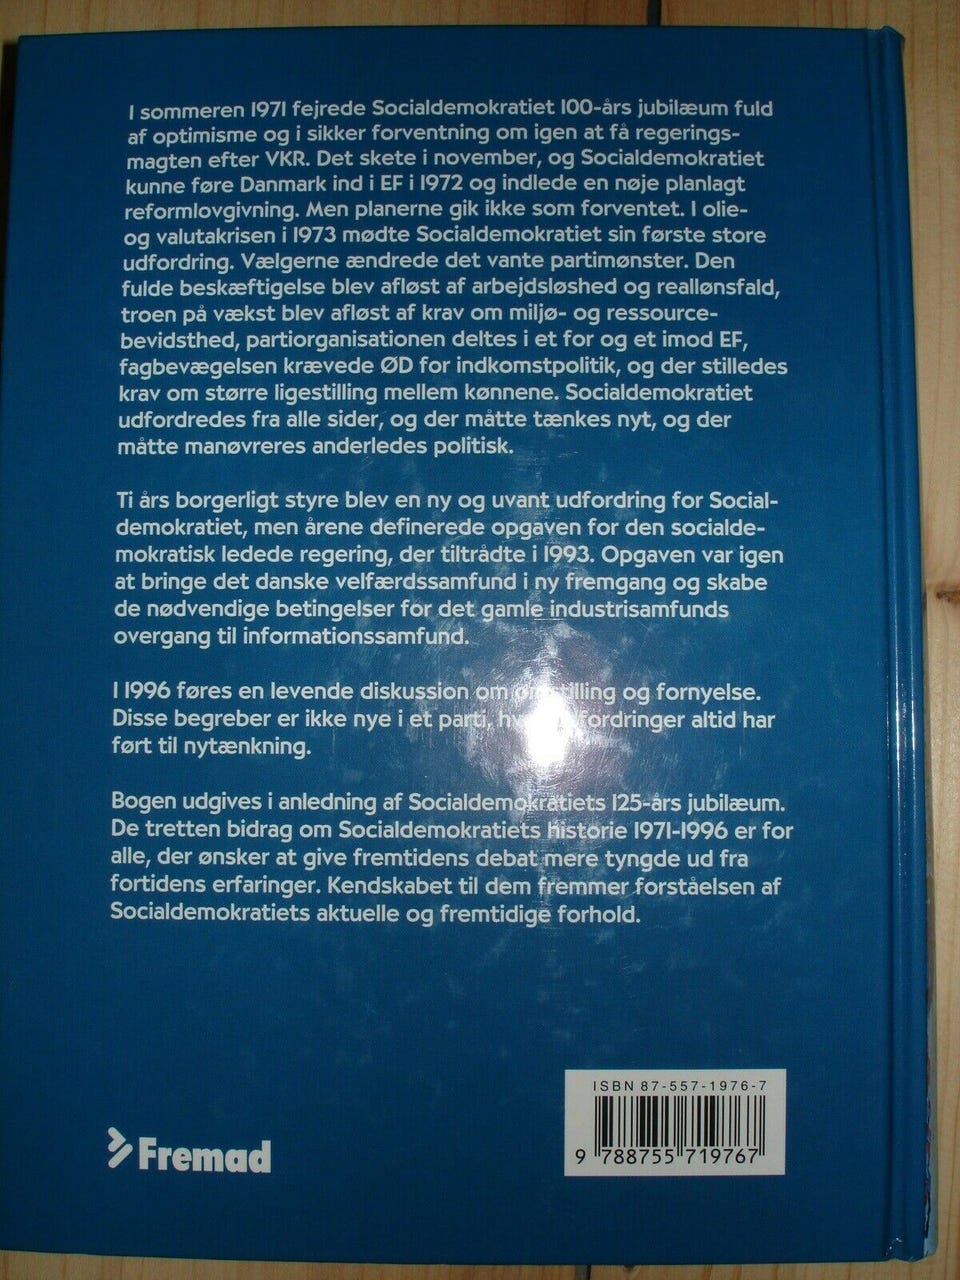 I sommeren 1971 fejrede Socialdemokratiet 100-års jubilæum fuld
af optimisme og i sikker forventning om igen at få regerings-
magten efter VKR. Det skete i november, og Socialdemokratiet
kunne føre Danmark ind i EF i 1972 og indlede en nøje planlagt
reformlovgivning. Men planerne gik ikke som forventet. I olie-
og valutakrisen i 1973 mødte Socialdemokratiet sin første store
udfordring. Vælgerne ændrede det vante partimønster. Den
fulde beskæftigelse blev afløst af arbejdsløshed og reallønsfald,
troen på vækst blev afløst af krav om miljø- og ressource-
bevidsthed, partiorganisationen deltes i et for og et imod EF,
fagbevægelsen krævede ØD for indkomstpolitik, og der stilledes
krav om større ligestilling mellem kønnene. Socialdemokratiet
udfordredes fra alle sider, og der måtte tænkes nyt, og der
måtte manøvreres anderledes politisk.
Ti års borgerligt styre blev en ny og uvant udfordring for Social-
demokratiet, men årene definerede opgaven for den socialde-
mokratisk ledede regering, der tiltrådte i 1993. Opgaven var igen
at bringe det danske velfærdssamfund i ny fremgang og skabe
de nødvendige betingelser for det gamle industrisamfunds
overgang til informationssamfund.
I 1996 føres en levende diskussion om og fornyelse.
Disse begreber er ikke nye i et parti, altid har
ført til nytænkning.
Bogen udgives i anledning af Socialdemokratiets 125-års jubilæum.
De tretten bidrag om Socialdemokratiets historie 1971-1996 er for
alle, der ønsker at give fremtidens debat mere tyngde ud fra
fortidens erfaringer. Kendskabet til dem fremmer forståelsen af
Socialdemokratiets aktuelle og fremtidige forhold.
ISBN 87-557-1976-7
9 788755 719767
Fremad